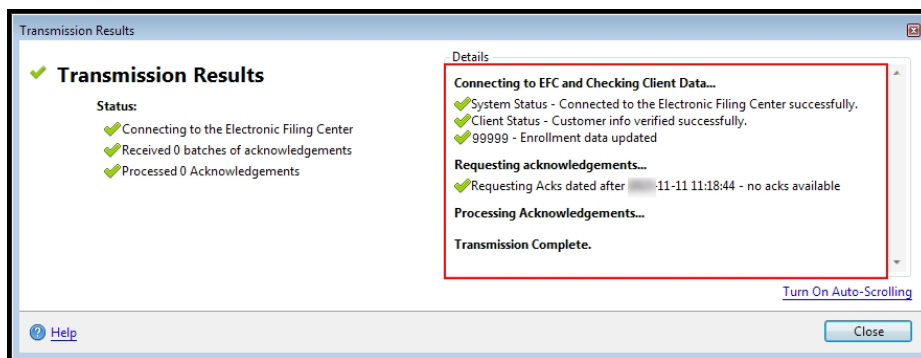 Transmission Results
Transmission Results
Status:
Connecting to the Electronic Filing Center
Received 0 batches of acknowledgements
Processed 0 Acknowledgements
Details
Connecting to EFC and Checking Client Data...
System Status - Connected to the Electronic Filing Center successfully.
Client Status - Customer info verified successfully.
99999 - Enrollment data updated
Requesting acknowledgements...
Requesting Acks dated after -11-11 11:18:44 - no acks available
Processing Acknowledgements...
Transmission Complete.
Turn On Auto-Scrolling
Help
Close